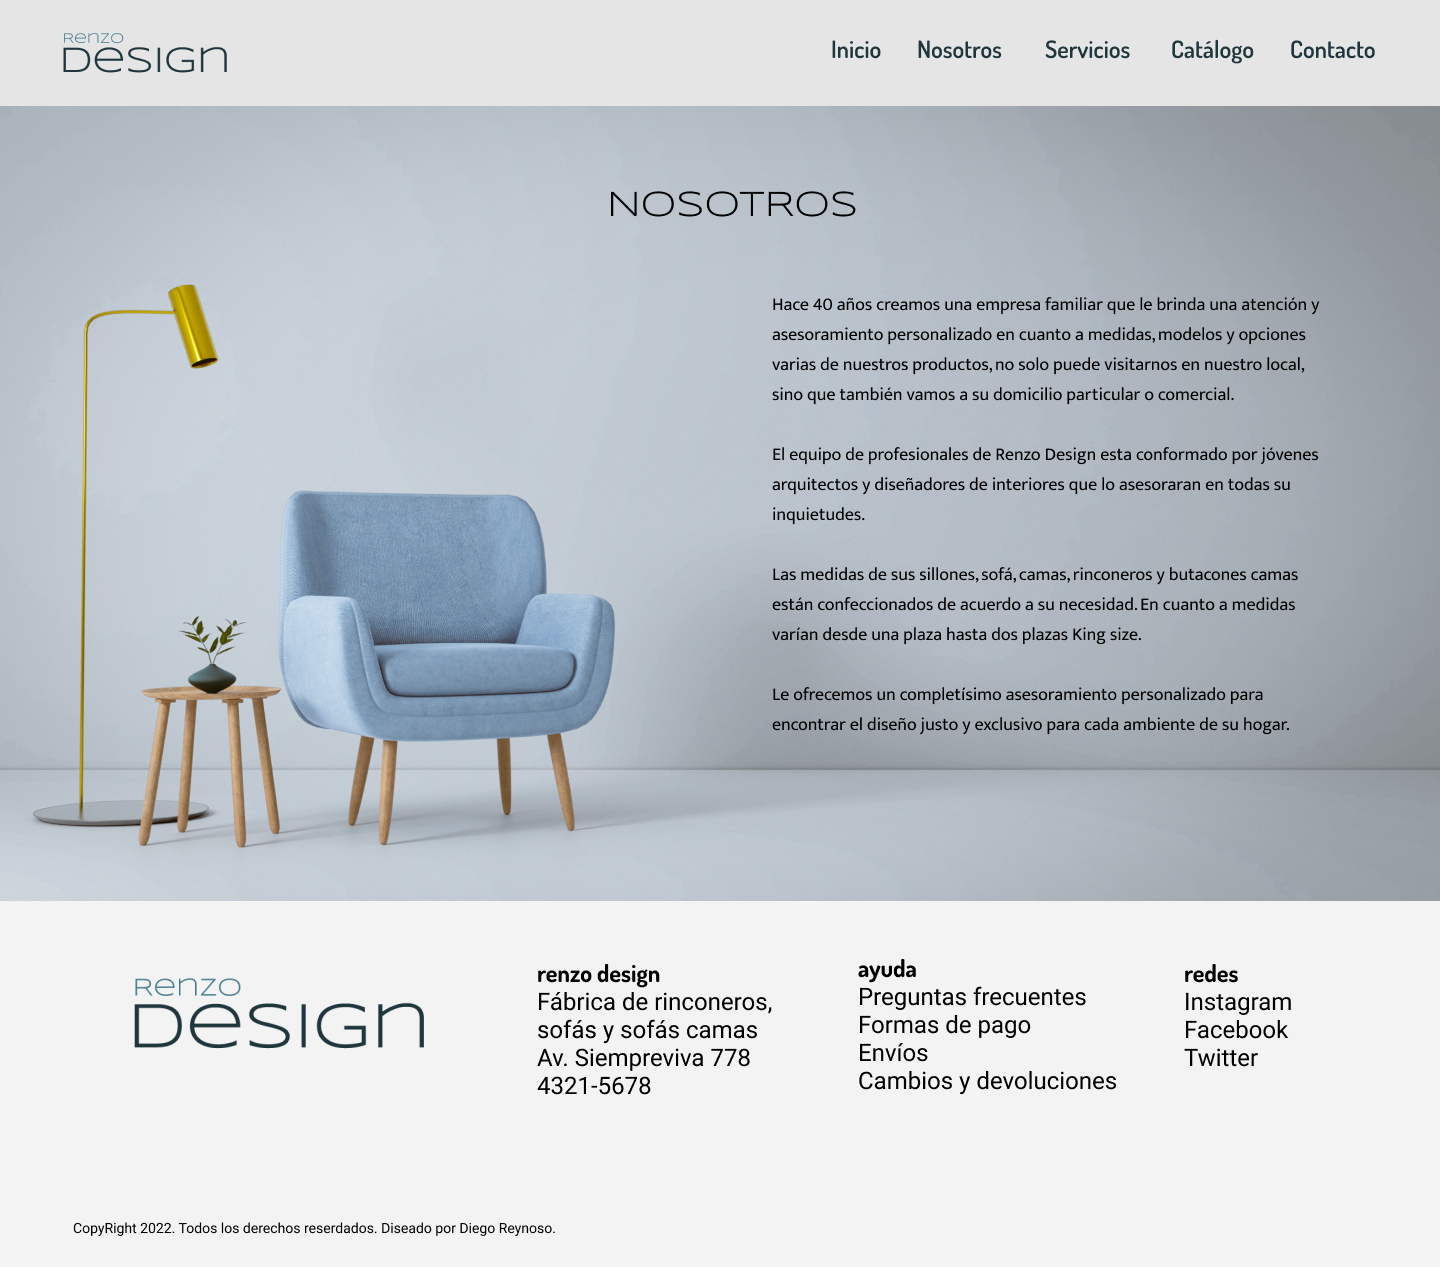 Renzo
Design
Inicio Nosotros Servicios Catálogo Contacto
NOSOTROS
Hace 40 años creamos una empresa familiar que le brinda una atención y
asesoramiento personalizado en cuanto a medidas, modelos y opciones
varias de nuestros productos, no solo puede visitarnos en nuestro local,
sino que también vamos a su domicilio particular o comercial.
El equipo de profesionales de Renzo Design esta conformado por jóvenes
arquitectos y diseñadores de interiores que lo asesoraran en todas su
inquietudes.
Las medidas de sus sillones, sofá, camas, rinconeros y butacones camas
están confeccionados de acuerdo a su necesidad. En cuanto a medidas
varían desde una plaza hasta dos plazas King size.
Le ofrecemos un completísimo asesoramiento personalizado para
encontrar el diseño justo y exclusivo para cada ambiente de su hogar.
Renzo
Design
renzo design
Fábrica de rinconeros,
sofás y sofás camas
Av. Siempreviva 778
4321-5678
ayuda
Preguntas frecuentes
Formas de pago
Envíos
Cambios y devoluciones
redes
Instagram
Facebook
Twitter
CopyRight 2022. Todos los derechos reserdados. Diseado por Diego Reynoso.